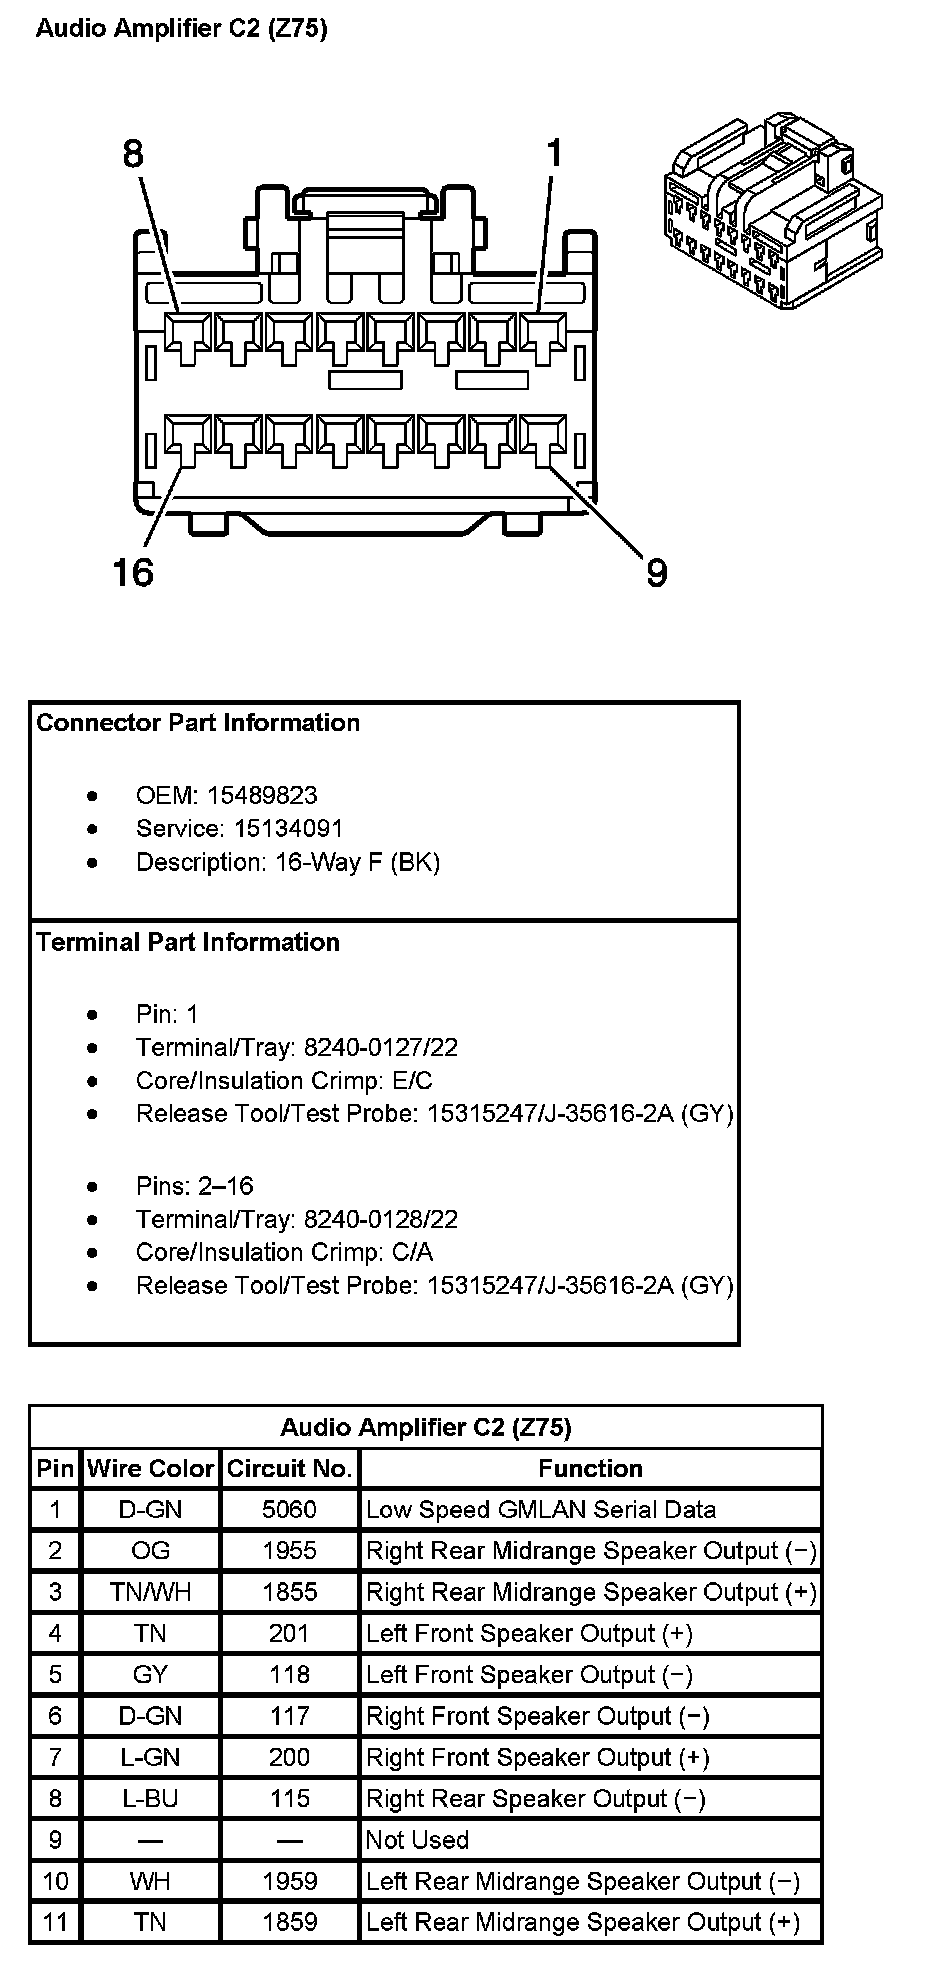 Audio Amplifier C2 (Z75)
8 1
16 9
Connector Part Information
• OEM: 15489823
• Service: 15134091
• Description: 16-Way F (BK)
Terminal Part Information
• Pin: 1
• Terminal/Tray: 8240-0127/22
• Core/Insulation Crimp: E/C
• Release Tool/Test Probe: 15315247/J-35616-2A (GY)
• Pins: 2–16
• Terminal/Tray: 8240-0128/22
• Core/Insulation Crimp: C/A
• Release Tool/Test Probe: 15315247/J-35616-2A (GY)
Audio Amplifier C2 (Z75)
Pin Wire Color Circuit No. Function
1 D-GN 5060 Low Speed GMLAN Serial Data
2 OG 1955 Right Rear Midrange Speaker Output (−)
3 TN/WH 1855 Right Rear Midrange Speaker Output (+)
4 TN 201 Left Front Speaker Output (+)
5 GY 118 Left Front Speaker Output (−)
6 D-GN 117 Right Front Speaker Output (−)
7 L-GN 200 Right Front Speaker Output (+)
8 L-BU 115 Right Rear Speaker Output (−)
9 — — Not Used
10 WH 1959 Left Rear Midrange Speaker Output (−)
11 TN 1859 Left Rear Midrange Speaker Output (+)